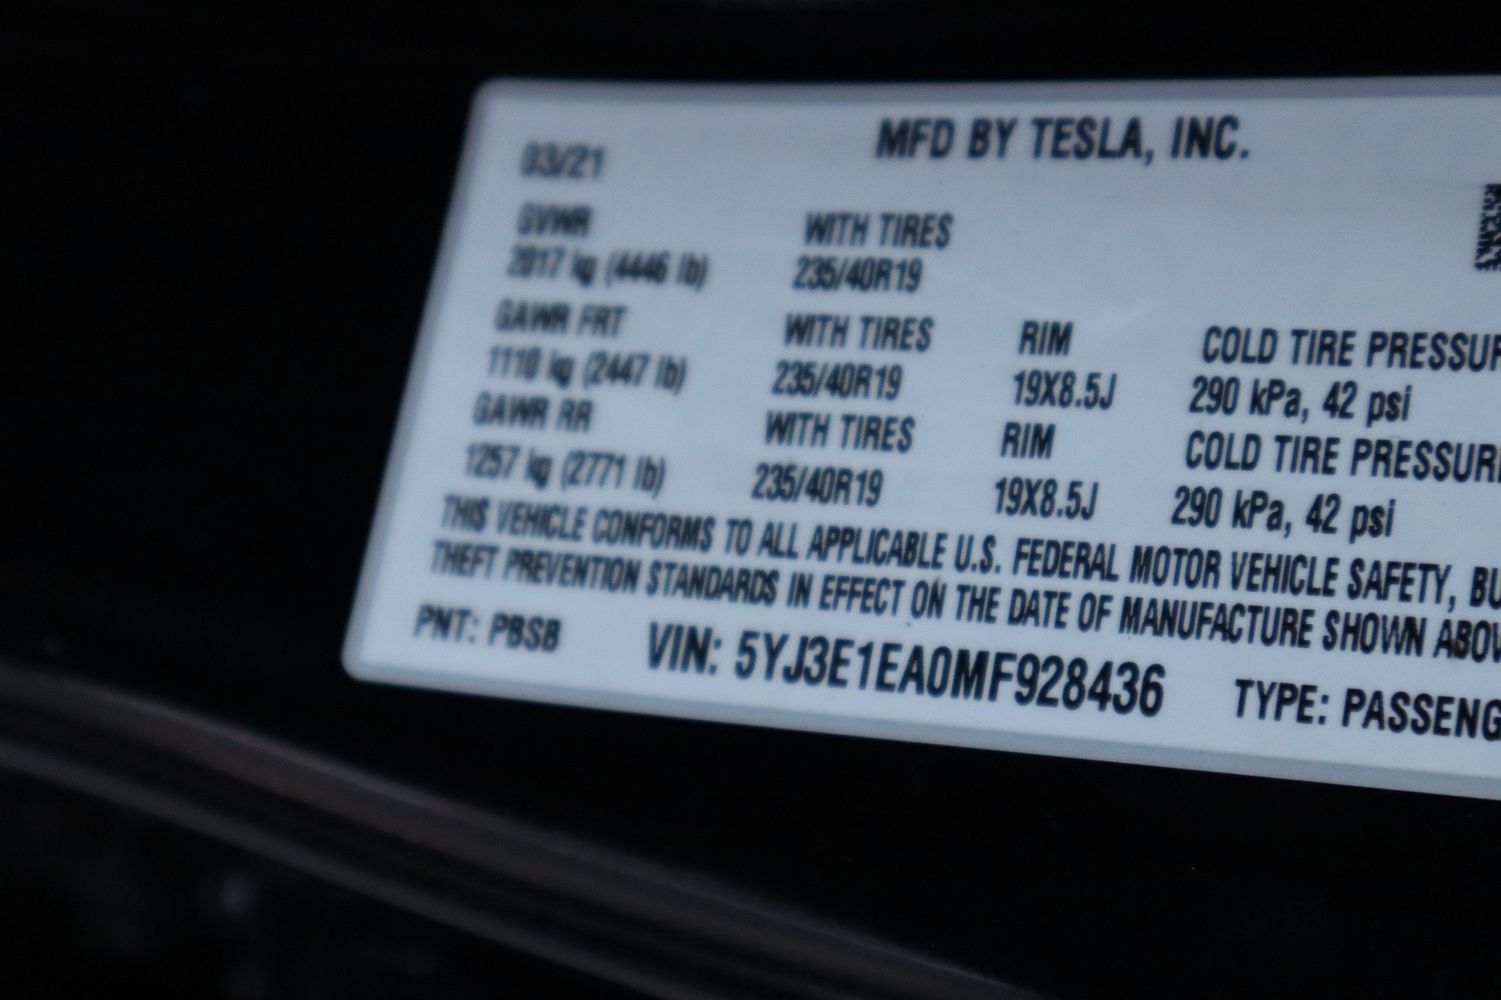 MFD BY TESLA, INC.
03/21
GVWR WITH TIRES
2017 kg (4446 lb) 235/40R19
GAWR FRT WITH TIRES RIM COLD TIRE PRESSUR
1110 kg (2447 lb) 235/40R19 19X8.5J 290 kPa, 42 psi
GAWR RR WITH TIRES RIM COLD TIRE PRESSUR
1257 kg (2771 lb) 235/40R19 19X8.5J 290 kPa, 42 psi
THIS VEHICLE CONFORMS TO ALL APPLICABLE U.S. FEDERAL MOTOR VEHICLE SAFETY, BU
THEFT PREVENTION STANDARDS IN EFFECT ON THE DATE OF MANUFACTURE SHOWN ABOV
PNT: PBSB VIN: 5YJ3E1EA0MF928436 TYPE: PASSENG